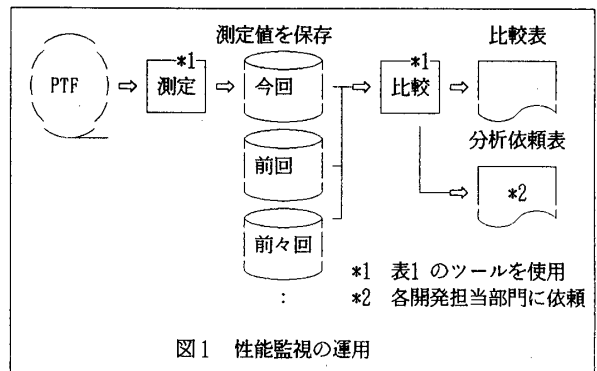 測定値を保存
比較表
PTF
*1
測定
今回
*1
比較
分析依頼表
前回
*2
前々回
:
*1 表1 のツールを使用
*2 各開発担当部門に依頼
図1 性能監視の運用